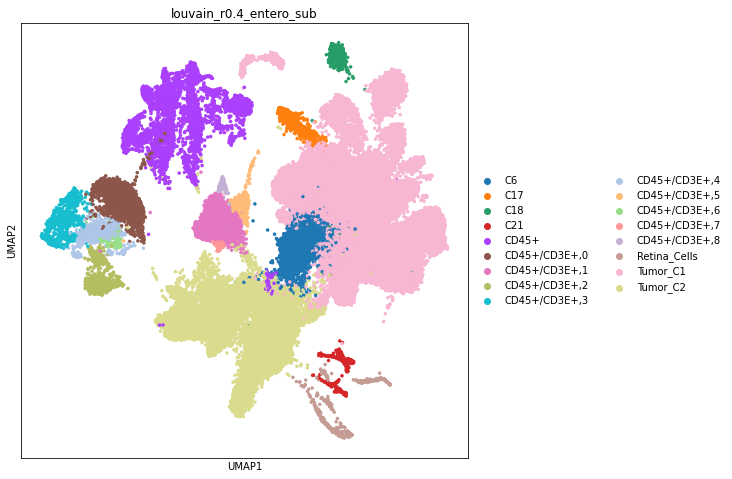 louvain_r0.4_entero_sub
UMAP2
UMAP1
C6
C17
C18
C21
CD45+
CD45+/CD3E+,0
CD45+/CD3E+,1
CD45+/CD3E+,2
CD45+/CD3E+,3
CD45+/CD3E+,4
CD45+/CD3E+,5
CD45+/CD3E+,6
CD45+/CD3E+,7
CD45+/CD3E+,8
Retina_Cells
Tumor_C1
Tumor_C2